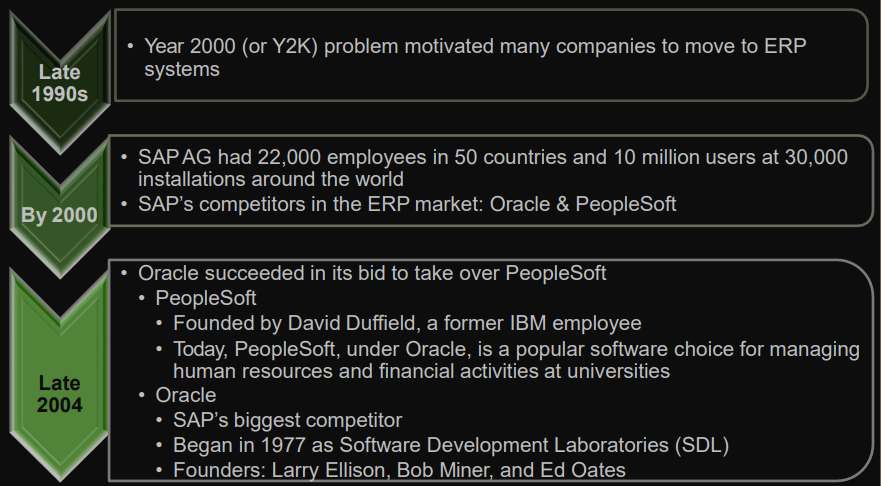 Late
1990s
• Year 2000 (or Y2K) problem motivated many companies to move to ERP
systems
By 2000
• SAP AG had 22,000 employees in 50 countries and 10 million users at 30,000
installations around the world
• SAP's competitors in the ERP market: Oracle & PeopleSoft
Late
2004
• Oracle succeeded in its bid to take over PeopleSoft
• PeopleSoft
• Founded by David Duffield, a former IBM employee
• Today, PeopleSoft, under Oracle, is a popular software choice for managing
human resources and financial activities at universities
• Oracle
• SAP's biggest competitor
• Began in 1977 as Software Development Laboratories (SDL)
• Founders: Larry Ellison, Bob Miner, and Ed Oates